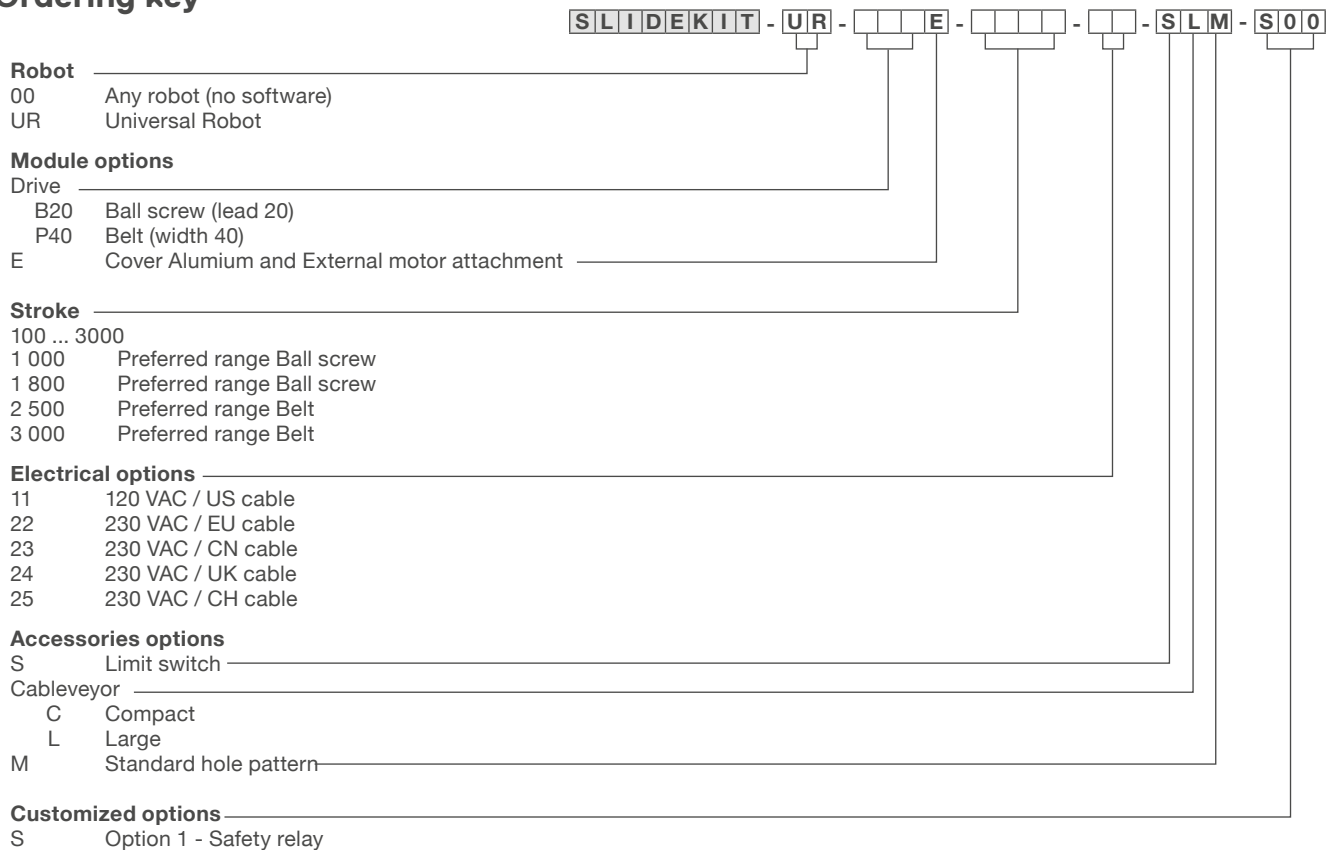 Ordering key
SLIDEKIT - UR - E - - - SLM - S00
Robot
00 Any robot (no software)
UR Universal Robot
Module options
Drive
B20 Ball screw (lead 20)
P40 Belt (width 40)
E Cover Alumium and External motor attachment
Stroke
100 ... 3000
1 000 Preferred range Ball screw
1 800 Preferred range Ball screw
2 500 Preferred range Belt
3 000 Preferred range Belt
Electrical options
11 120 VAC / US cable
22 230 VAC / EU cable
23 230 VAC / CN cable
24 230 VAC / UK cable
25 230 VAC / CH cable
Accessories options
S Limit switch
Cableveyor
C Compact
L Large
M Standard hole pattern
Customized options
S Option 1 - Safety relay